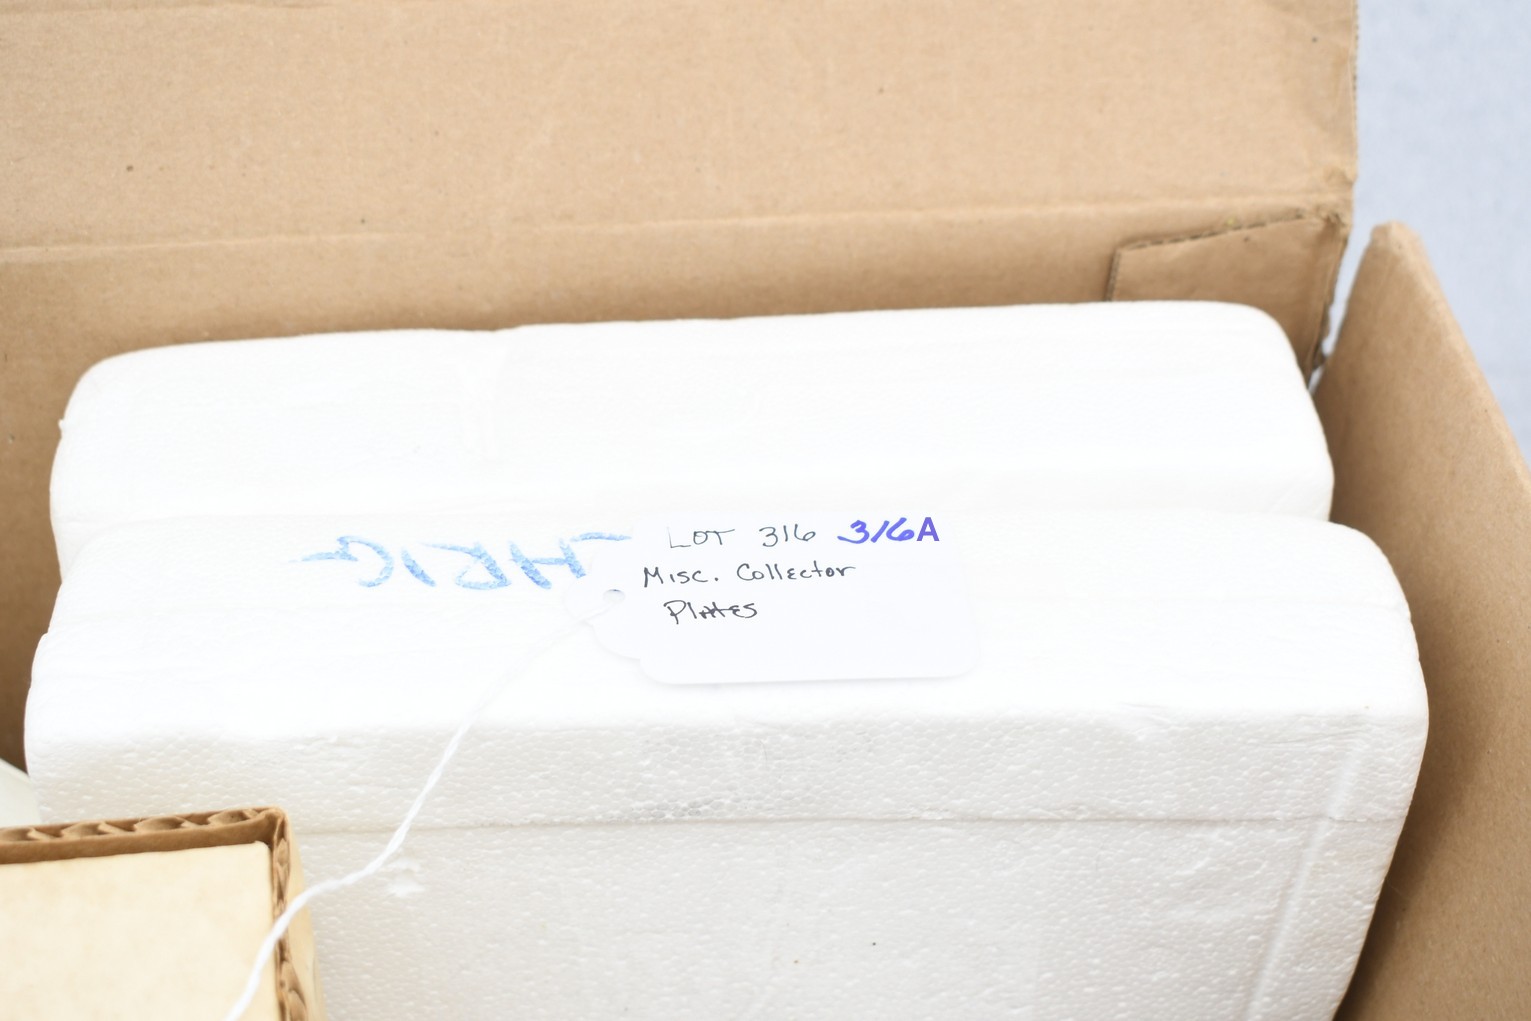 LOT 316 316A
Misc. Collector
Plates